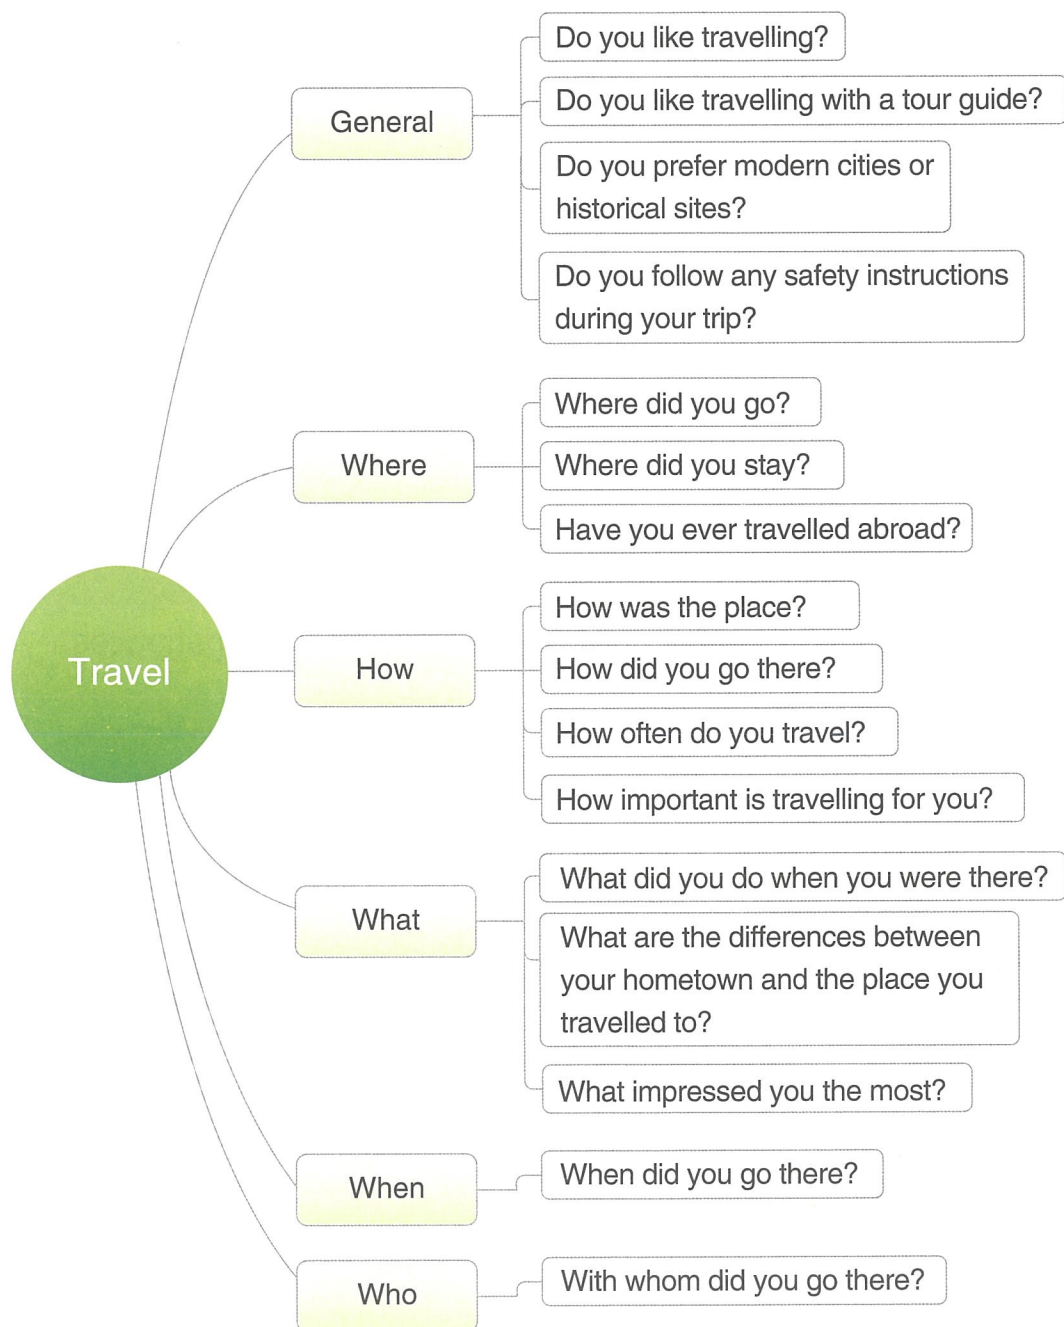 General
Do you like travelling?
Do you like travelling with a tour guide?
Do you prefer modern cities or
historical sites?
Do you follow any safety instructions
during your trip?
Where
Where did you go?
Where did you stay?
Have you ever travelled abroad?
Travel
How
How was the place?
How did you go there?
How often do you travel?
How important is travelling for you?
What
What did you do when you were there?
What are the differences between
your hometown and the place you
travelled to?
What impressed you the most?
When
When did you go there?
Who
With whom did you go there?